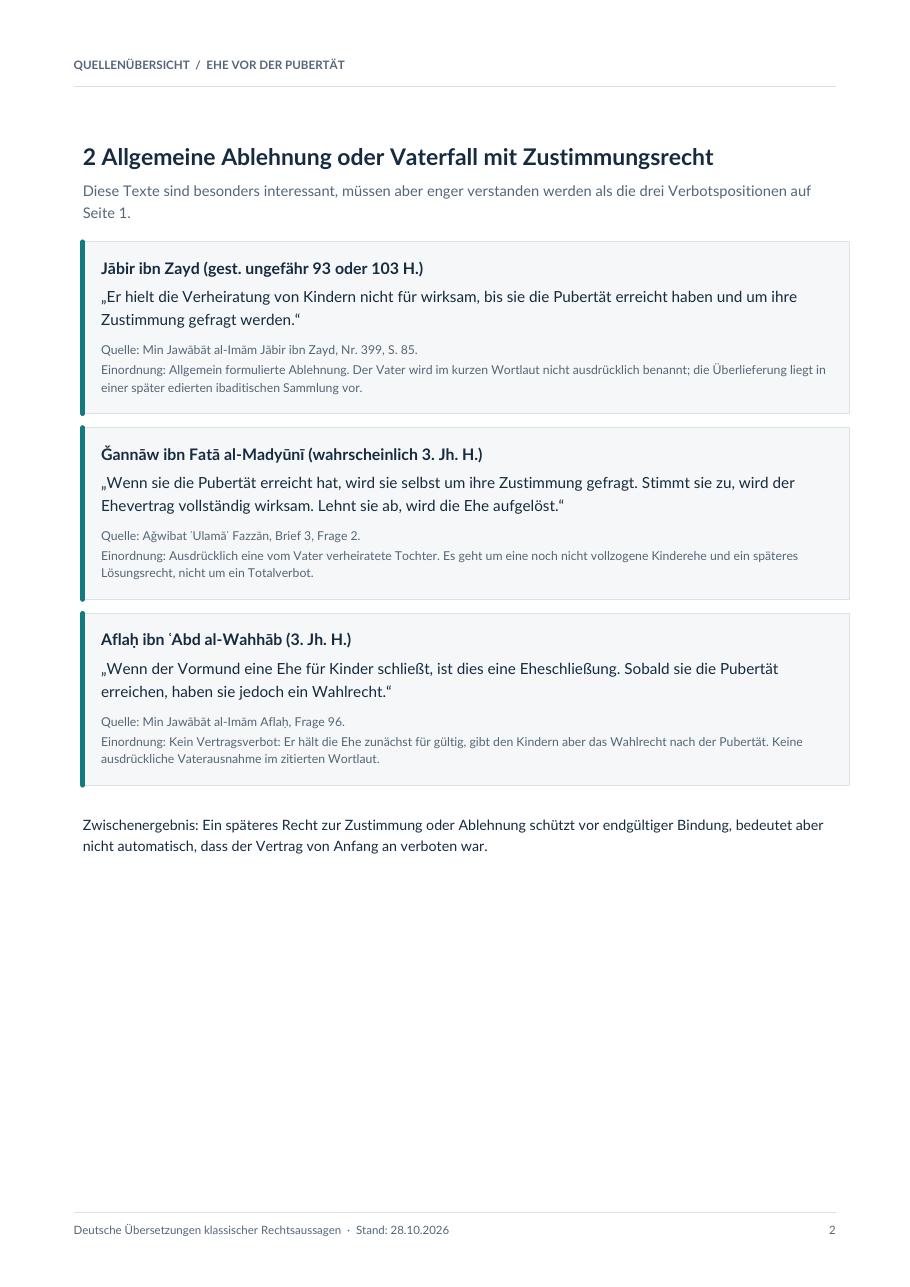 QUELLENÜBERSICHT / EHE VOR DER PUBERTÄT
2 Allgemeine Ablehnung oder Vaterfall mit Zustimmungsrecht
Diese Texte sind besonders interessant, müssen aber enger verstanden werden als die drei Verbotspositionen auf
Seite 1.
Jābir ibn Zayd (gest. ungefähr 93 oder 103 H.)
„Er hielt die Verheiratung von Kindern nicht für wirksam, bis sie die Pubertät erreicht haben und um ihre
Zustimmung gefragt werden.“
Quelle: Min Jawābāt al-Imām Jābir ibn Zayd, Nr. 399, S. 85.
Einordnung: Allgemein formulierte Ablehnung. Der Vater wird im kurzen Wortlaut nicht ausdrücklich benannt; die Überlieferung liegt in
einer später edierten ibaditischen Sammlung vor.
Ǧannāw ibn Fatā al-Madyūnī (wahrscheinlich 3. Jh. H.)
„Wenn sie die Pubertät erreicht hat, wird sie selbst um ihre Zustimmung gefragt. Stimmt sie zu, wird der
Ehevertrag vollständig wirksam. Lehnt sie ab, wird die Ehe aufgelöst.“
Quelle: Aǧwibat ʿUlamāʾ Fazzān, Brief 3, Frage 2.
Einordnung: Ausdrücklich eine vom Vater verheiratete Tochter. Es geht um eine noch nicht vollzogene Kinderehe und ein späteres
Lösungsrecht, nicht um ein Totalverbot.
Aflaḥ ibn ʿAbd al-Wahhāb (3. Jh. H.)
„Wenn der Vormund eine Ehe für Kinder schließt, ist dies eine Eheschließung. Sobald sie die Pubertät
erreichen, haben sie jedoch ein Wahlrecht.“
Quelle: Min Jawābāt al-Imām Aflaḥ, Frage 96.
Einordnung: Kein Vertragsverbot: Er hält die Ehe zunächst für gültig, gibt den Kindern aber das Wahlrecht nach der Pubertät. Keine
ausdrückliche Vaterausnahme im zitierten Wortlaut.
Zwischenergebnis: Ein späteres Recht zur Zustimmung oder Ablehnung schützt vor endgültiger Bindung, bedeutet aber
nicht automatisch, dass der Vertrag von Anfang an verboten war.
Deutsche Übersetzungen klassischer Rechtsaussagen · Stand: 28.10.2026
2